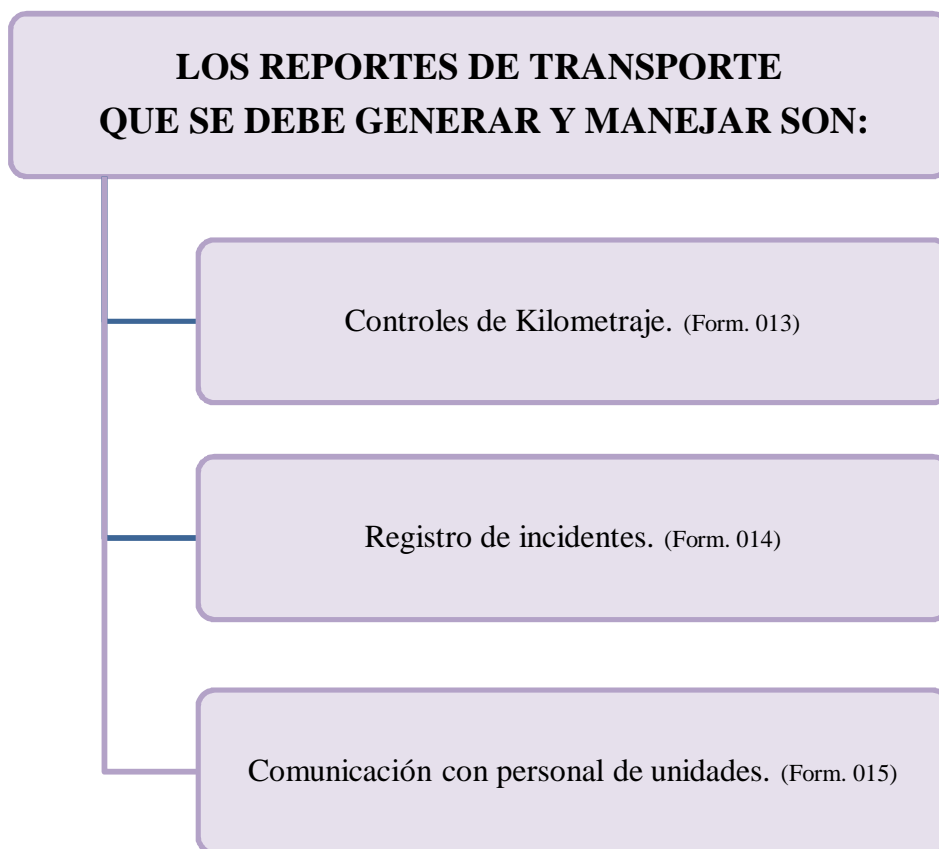 LOS REPORTES DE TRANSPORTE
QUE SE DEBE GENERAR Y MANEJAR SON:
Controles de Kilometraje. (Form. 013)
Registro de incidentes. (Form. 014)
Comunicación con personal de unidades. (Form. 015)